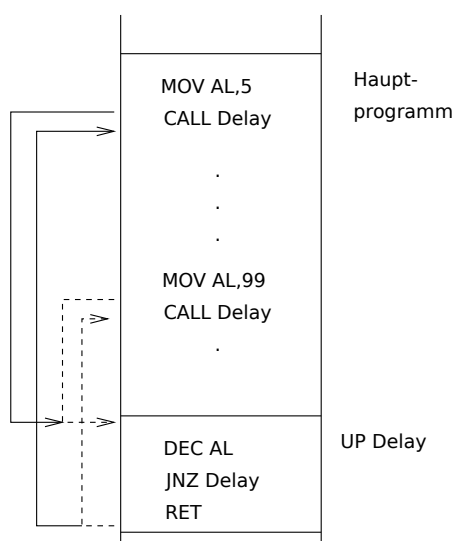 MOV AL,5
CALL Delay
.
.
.
MOV AL,99
CALL Delay
.
DEC AL
JNZ Delay
RET
Haupt-
programm
UP Delay